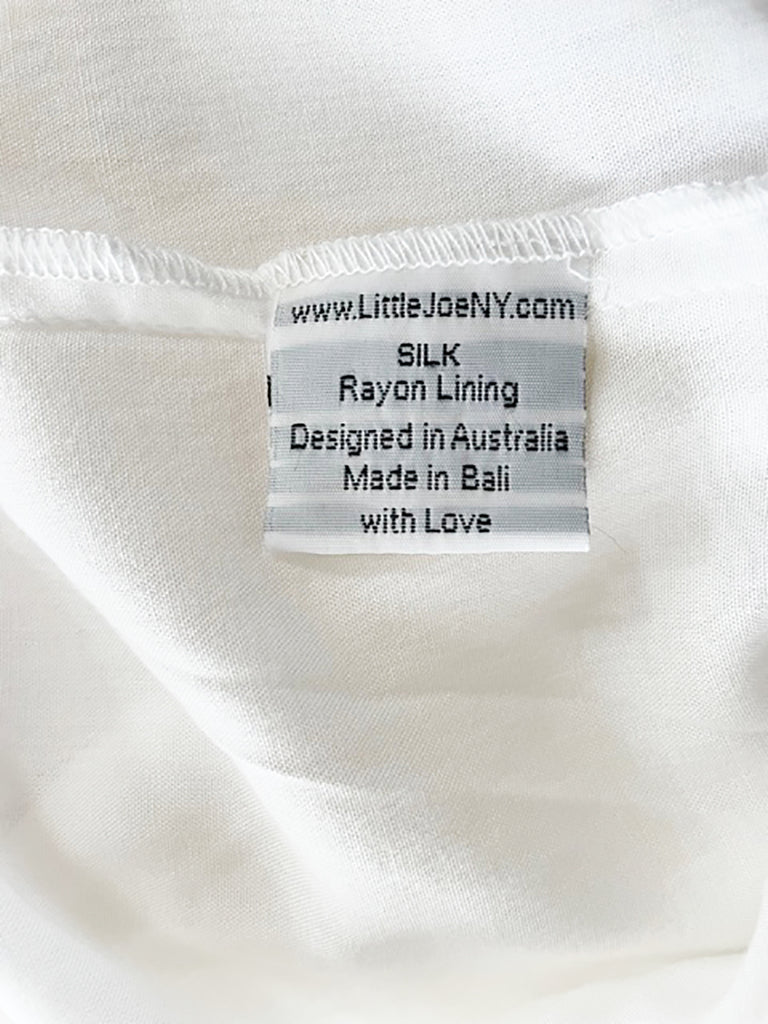 www.LittleJoeNY.com
SILK
Rayon Lining
Designed in Australia
Made in Bali
with Love